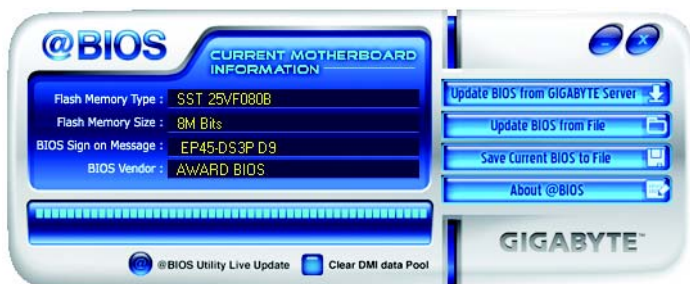 @BIOS
CURRENT MOTHERBOARD
INFORMATION
Flash Memory Type : SST 25VF080B
Flash Memory Size : 8M Bits
BIOS Sign on Message : EP45-DS3P D9
BIOS Vendor : AWARD BIOS
@ @BIOS Utility Live Update Clear DMI data Pool
Update BIOS from GIGABYTE Server
Update BIOS from File
Save Current BIOS to File
About @BIOS
GIGABYTE™